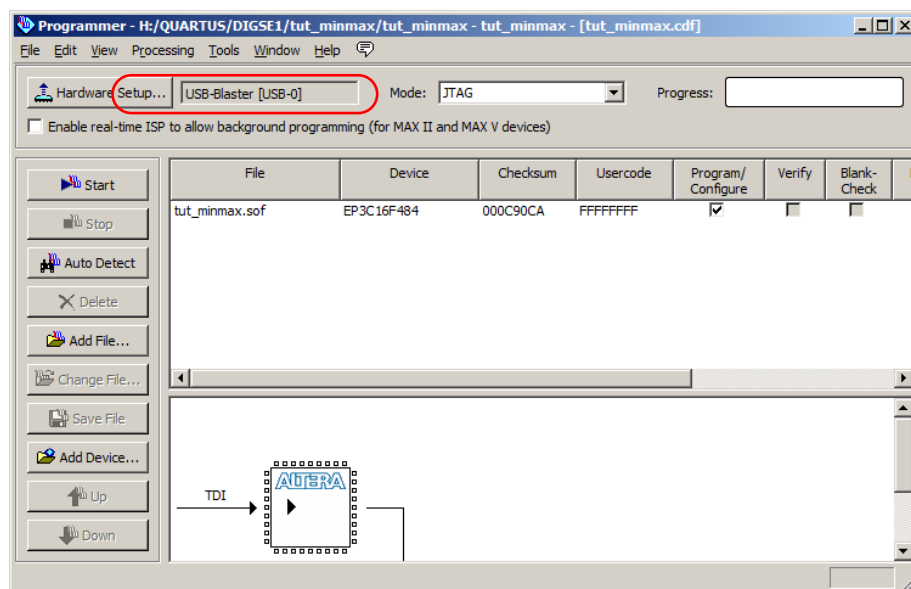 Programmer - H:/QUARTUS/DIGSE1/tut_minmax/tut_minmax - tut_minmax - [tut_minmax.cdf]
File Edit View Processing Tools Window Help
Hardware Setup... USB-Blaster [USB-0] Mode: JTAG Progress:
Enable real-time ISP to allow background programming (for MAX II and MAX V devices)
Start
Stop
Auto Detect
Delete
Add File...
Change File...
Save File
Add Device...
Up
Down
File Device Checksum Usercode Program/ Verify Blank-
Configure Check
tut_minmax.sof EP3C16F484 000C90CA FFFFFFFF
ALTERA
TDI